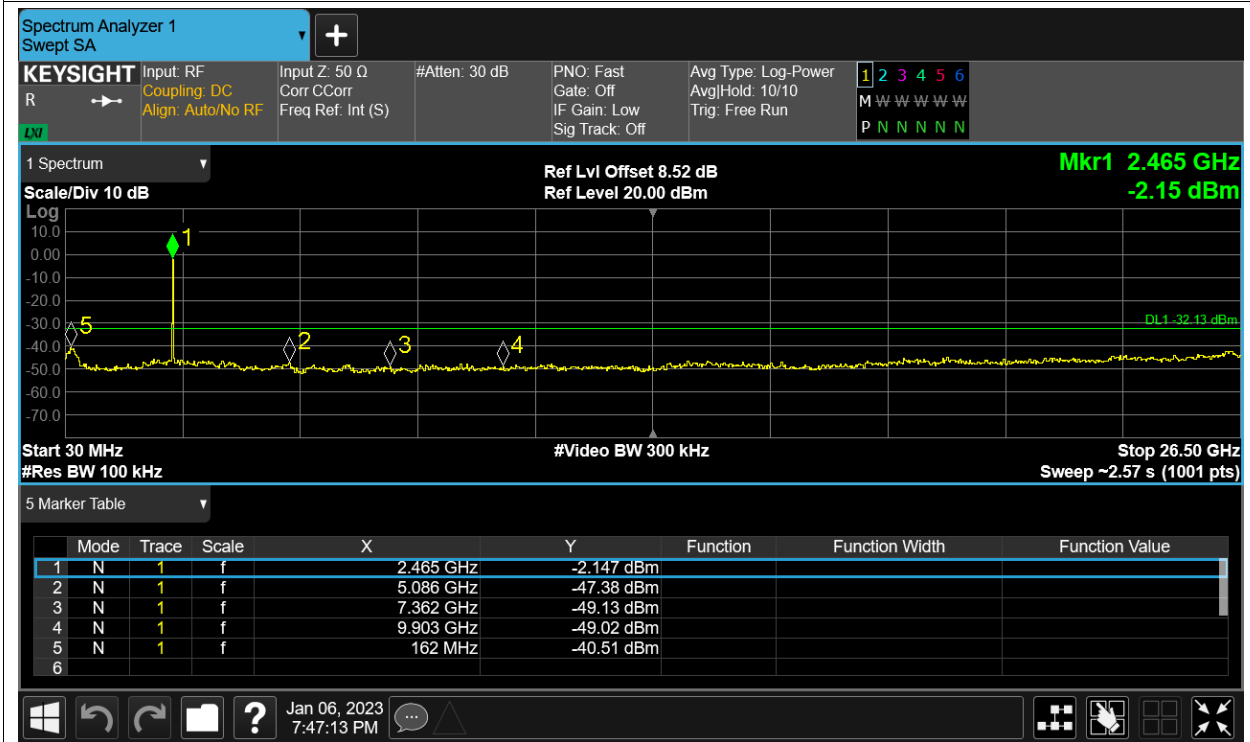 Spectrum Analyzer 1
Swept SA
+
KEYSIGHT Input: RF Input Z: 50 Ω #Atten: 30 dB PNO: Fast Avg Type: Log-Power 1 2 3 4 5 6
R Coupling: DC Corr CCorr Gate: Off Avg|Hold: 10/10 M W W W W W
Align: Auto/No RF Freq Ref: Int (S) IF Gain: Low Trig: Free Run
LXI Sig Track: Off P N N N N N
1 Spectrum Ref Lvl Offset 8.52 dB Mkr1 2.465 GHz
Scale/Div 10 dB Ref Level 20.00 dBm -2.15 dBm
Log
10.0 1
0.00
-10.0
-20.0
-30.0 5 DL1 -32.13 dBm
-40.0 2 3 4
-50.0
-60.0
-70.0
Start 30 MHz #Video BW 300 kHz Stop 26.50 GHz
#Res BW 100 kHz Sweep ~2.57 s (1001 pts)
5 Marker Table
Mode Trace Scale X Y Function Function Width Function Value
1 N 1 f 2.465 GHz -2.147 dBm
2 N 1 f 5.086 GHz -47.38 dBm
3 N 1 f 7.362 GHz -49.13 dBm
4 N 1 f 9.903 GHz -49.02 dBm
5 N 1 f 162 MHz -40.51 dBm
6
? Jan 06, 2023
7:47:13 PM